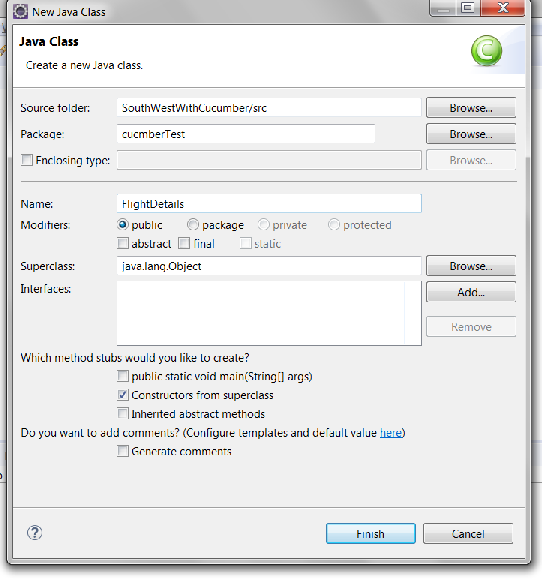 New Java Class
Java Class
Create a new Java class.
Source folder: SouthWestWithCucumber/src Browse...
Package: cucmberTest Browse...
Enclosing type: Browse...
Name: FlightDetails
Modifiers: public package private protected
abstract final static
Superclass: java.lang.Object Browse...
Interfaces: Add...
Remove
Which method stubs would you like to create?
public static void main(String[] args)
Constructors from superclass
Inherited abstract methods
Do you want to add comments? (Configure templates and default value here)
Generate comments
? Finish Cancel